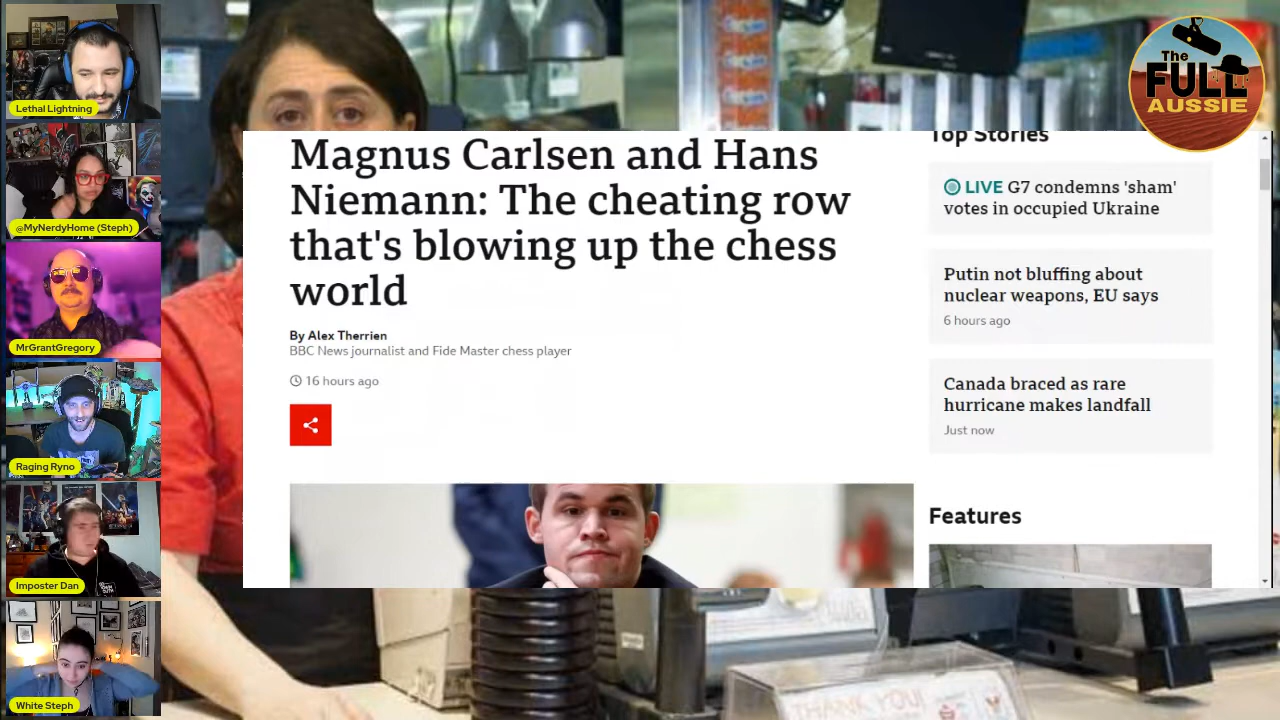 Lethal Lightning
@MyNerdyHome (Steph)
MrGrantGregory
Raging Ryno
Imposter Dan
White Steph
Magnus Carlsen and Hans
Niemann: The cheating row
that's blowing up the chess
world
By Alex Therrien
BBC News journalist and Fide Master chess player
16 hours ago
Top Stories
LIVE G7 condemns 'sham'
votes in occupied Ukraine
Putin not bluffing about
nuclear weapons, EU says
6 hours ago
Canada braced as rare
hurricane makes landfall
Just now
Features
The
FULL
AUSSIE
THANK YOU